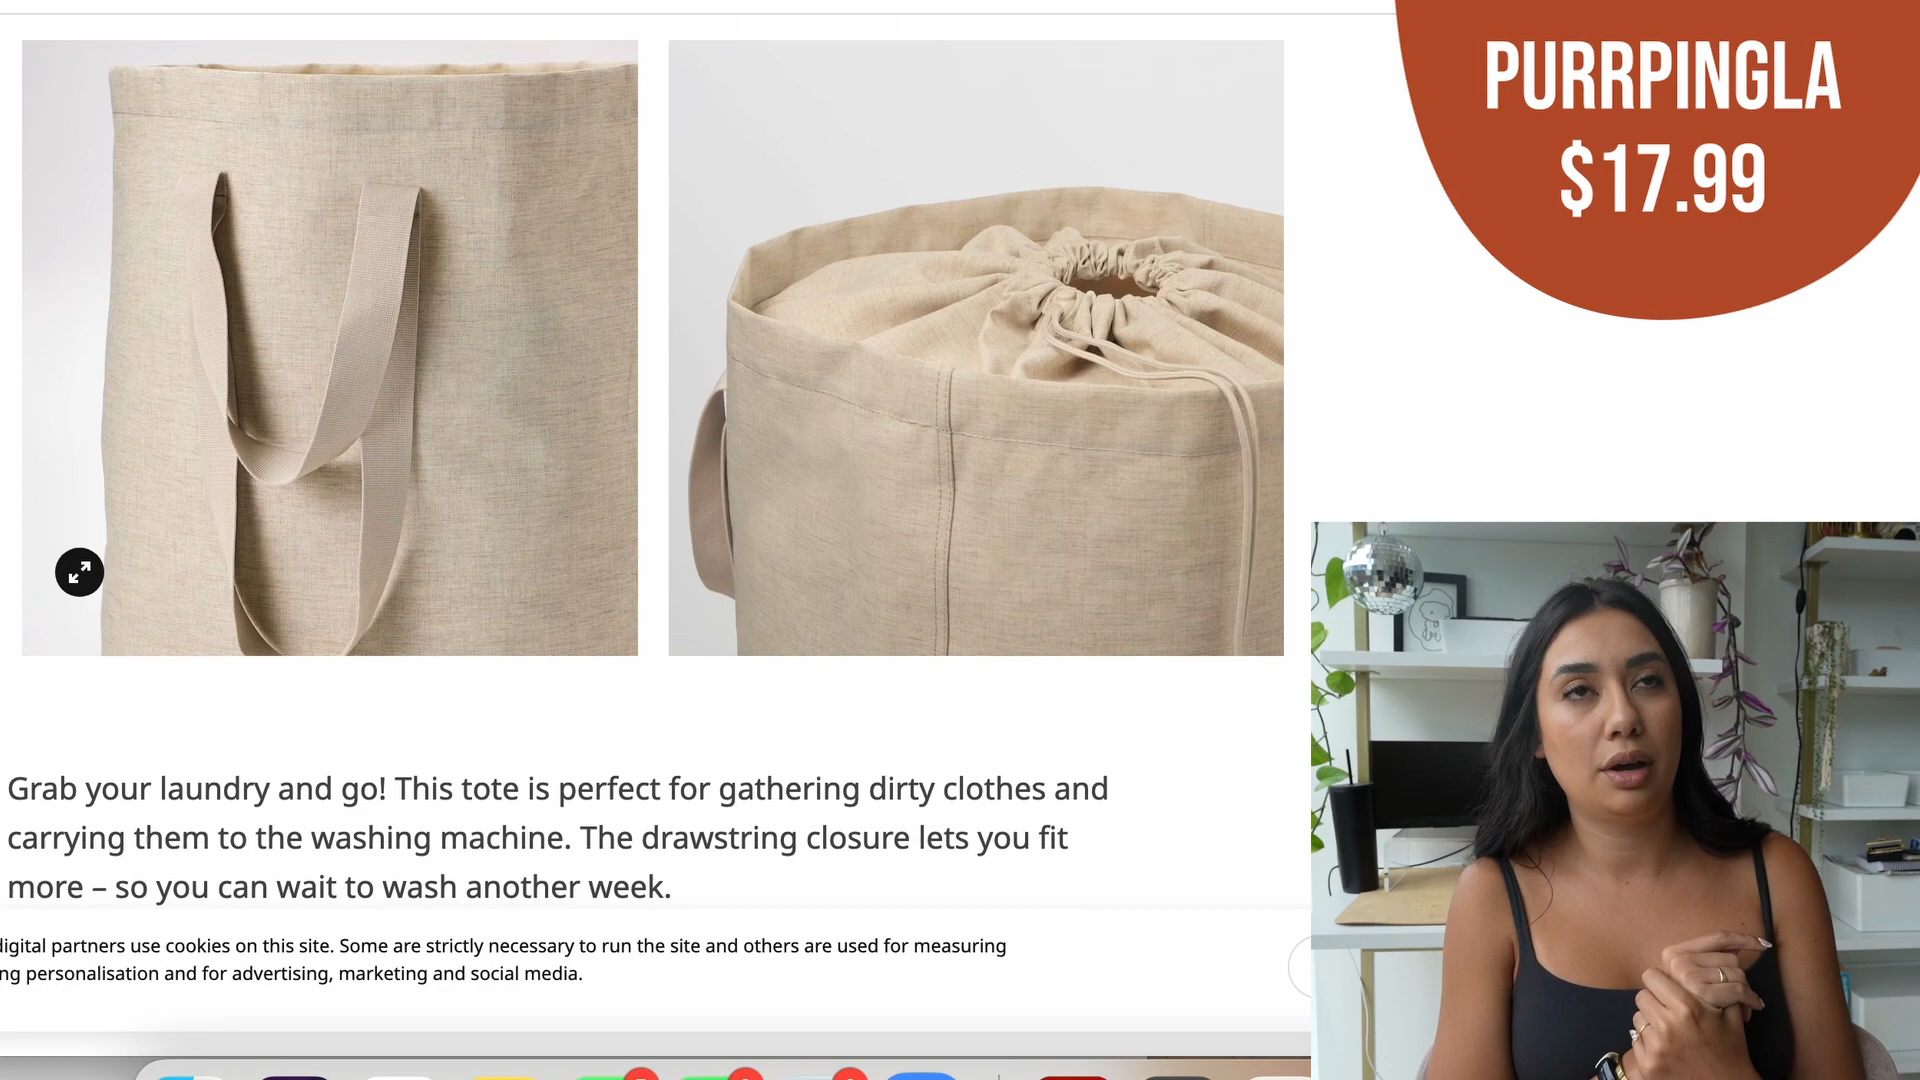 PURRPINGLA
$17.99
Grab your laundry and go! This tote is perfect for gathering dirty clothes and
carrying them to the washing machine. The drawstring closure lets you fit
more – so you can wait to wash another week.
digital partners use cookies on this site. Some are strictly necessary to run the site and others are used for measuring
ng personalisation and for advertising, marketing and social media.